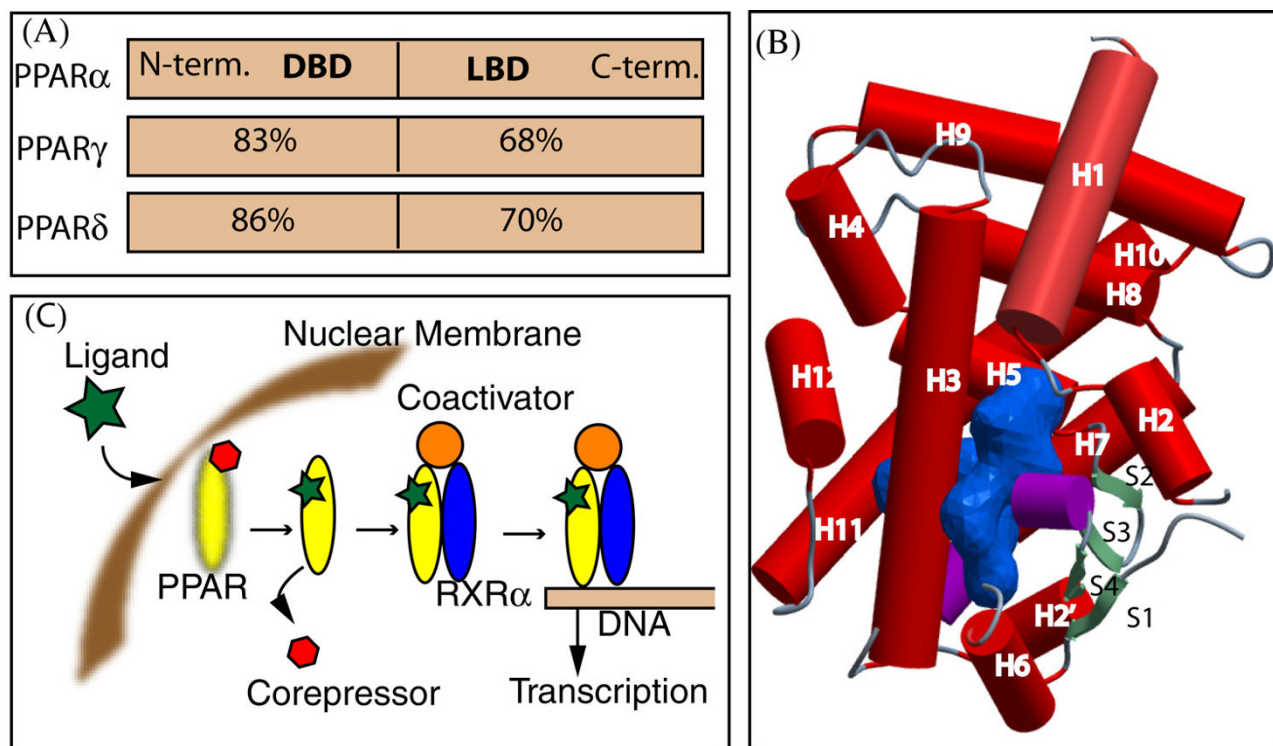 (A)
PPARα N-term. DBD LBD C-term.
PPARγ 83% 68%
PPARδ 86% 70%
(B)
H9
H1
H4
H10
H8
H12
H3
H5
H2
H7
S2
H11
S3
S4
H2'
S1
H6
(C)
Nuclear Membrane
Ligand
Coactivator
PPAR
RXRα
DNA
Corepressor
Transcription